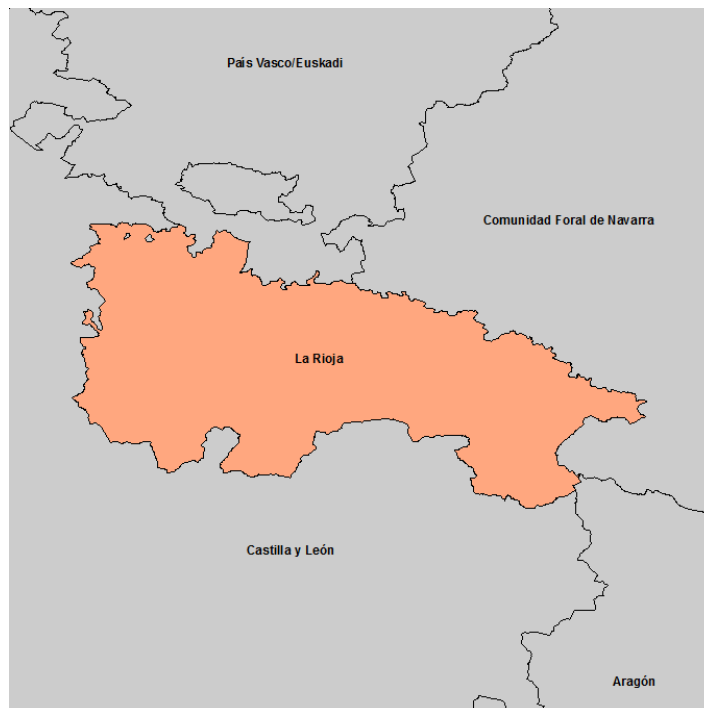 País Vasco/Euskadi
Comunidad Foral de Navarra
La Rioja
Castilla y León
Aragón